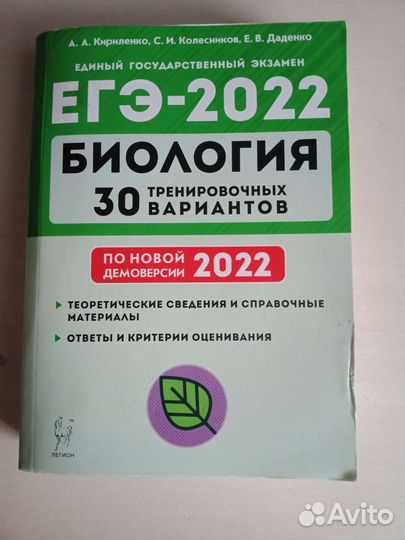 А. А. Кириленко, С. И. Колесников, Е. В. Даденко
ЕДИНЫЙ ГОСУДАРСТВЕННЫЙ ЭКЗАМЕН
ЕГЭ-2022
БИОЛОГИЯ
30 ТРЕНИРОВОЧНЫХ
ВАРИАНТОВ
ПО НОВОЙ
ДЕМОВЕРСИИ 2022
ТЕОРЕТИЧЕСКИЕ СВЕДЕНИЯ И СПРАВОЧНЫЕ
МАТЕРИАЛЫ
ОТВЕТЫ И КРИТЕРИИ ОЦЕНИВАНИЯ
ЛЕГИОН
Avito